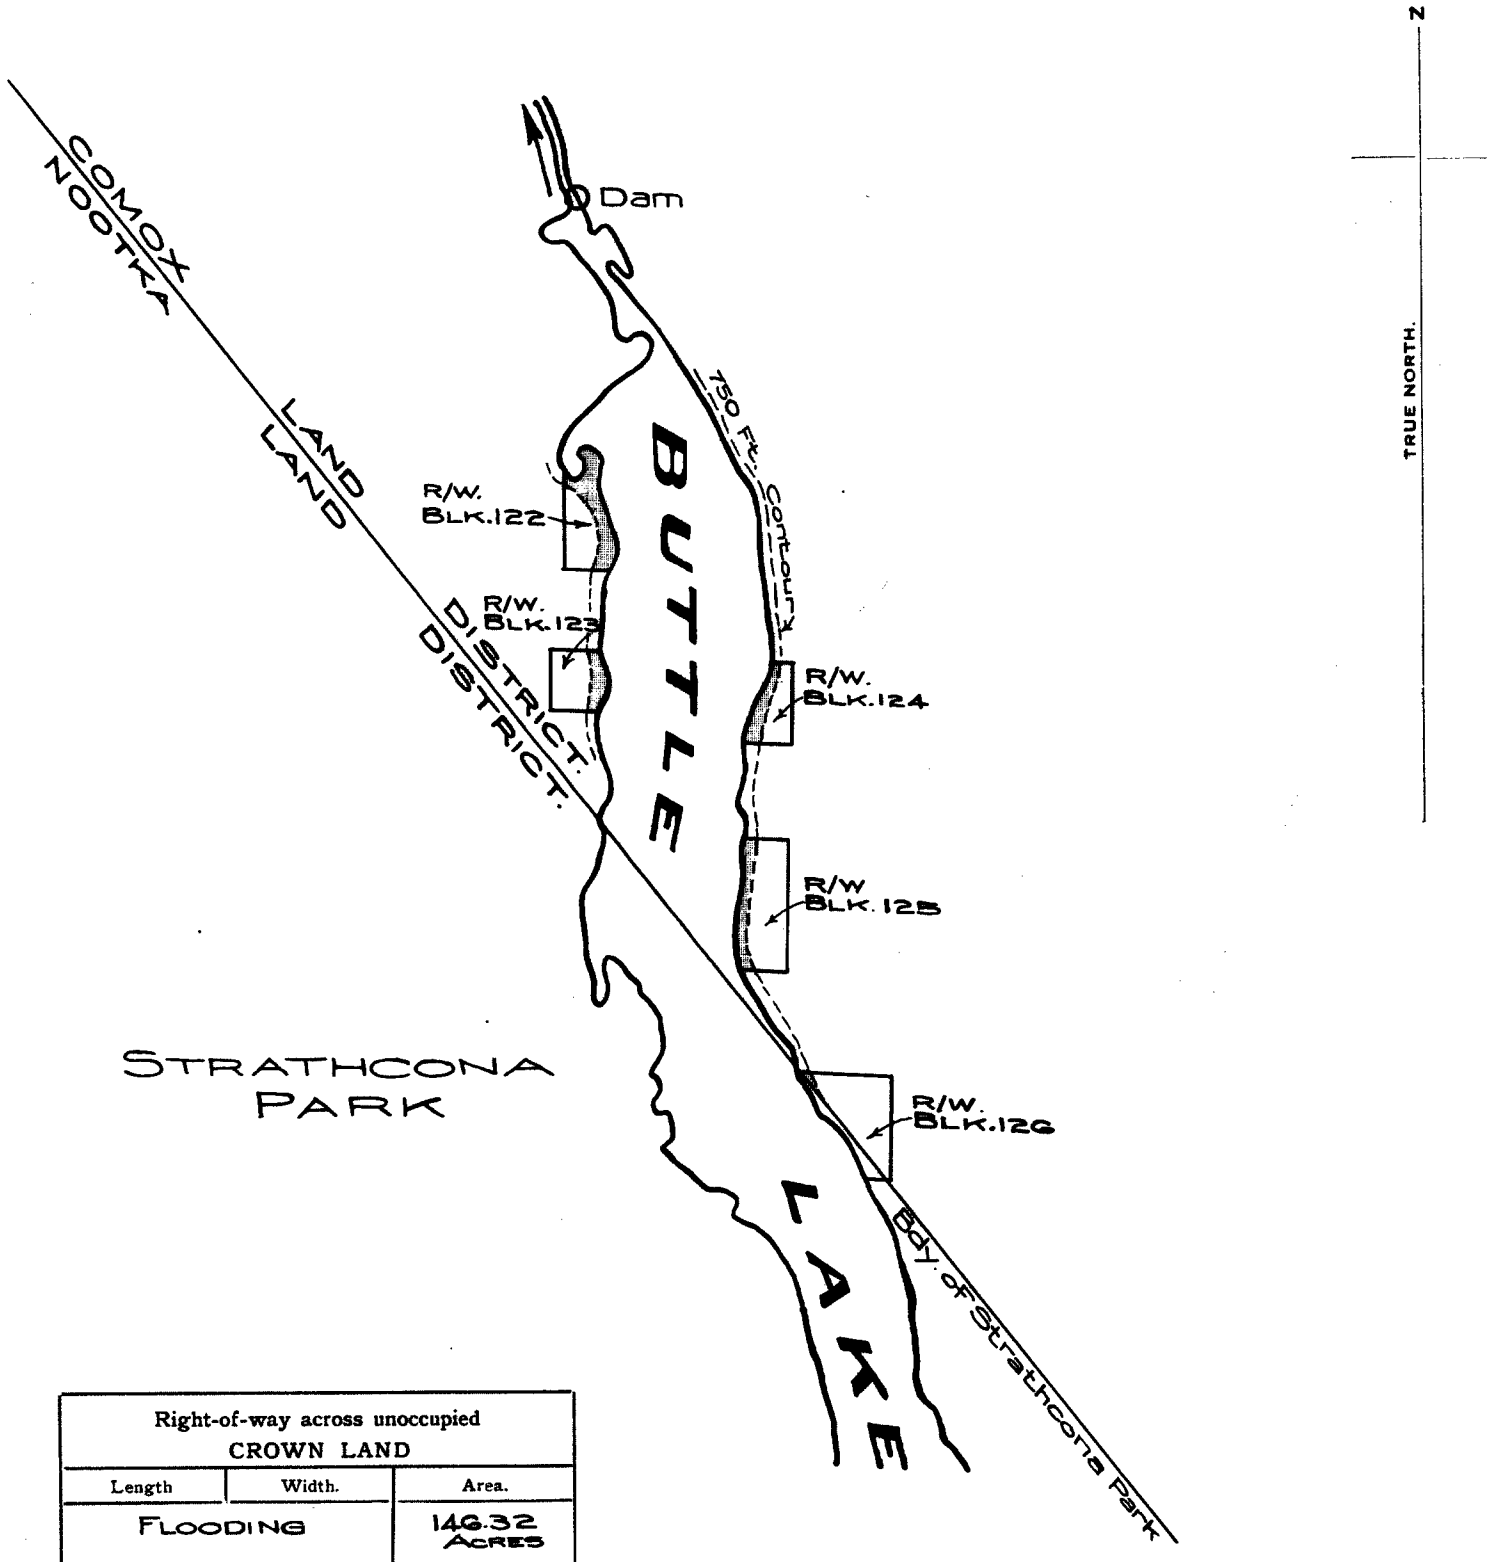 N
TRUE NORTH.
COMOX LAND DISTRICT.
NOOTKA LAND DISTRICT.
Dam
750 Ft. Contour
BUTTLE LAKE
R/W.
BLK.122
R/W.
BLK.123
R/W.
BLK.124
R/W
BLK.125
STRATHCONA
PARK
R/W.
BLK.126
Bdy. of Strathcona Park
Right-of-way across unoccupied
CROWN LAND
Length Width. Area.
FLOODING 146.32
ACRES